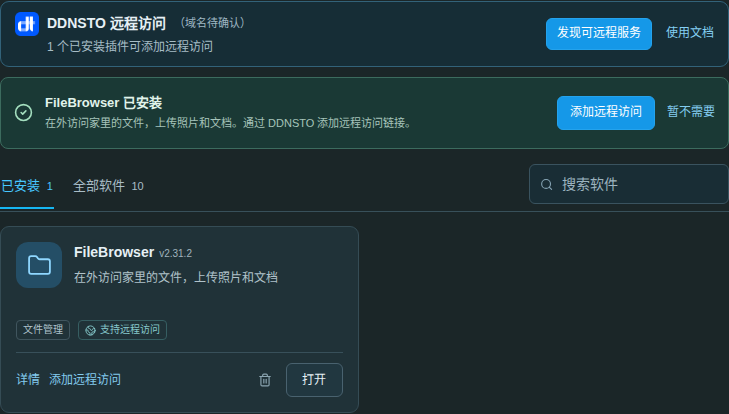 DDNSTO 远程访问 （域名待确认）
1 个已安装插件可添加远程访问
发现可远程服务 使用文档
FileBrowser 已安装
在外访问家里的文件，上传照片和文档。通过 DDNSTO 添加远程访问链接。
添加远程访问 暂不需要
已安装 1 全部软件 10 搜索软件
FileBrowser v2.31.2
在外访问家里的文件，上传照片和文档
文件管理 支持远程访问
详情 添加远程访问 打开